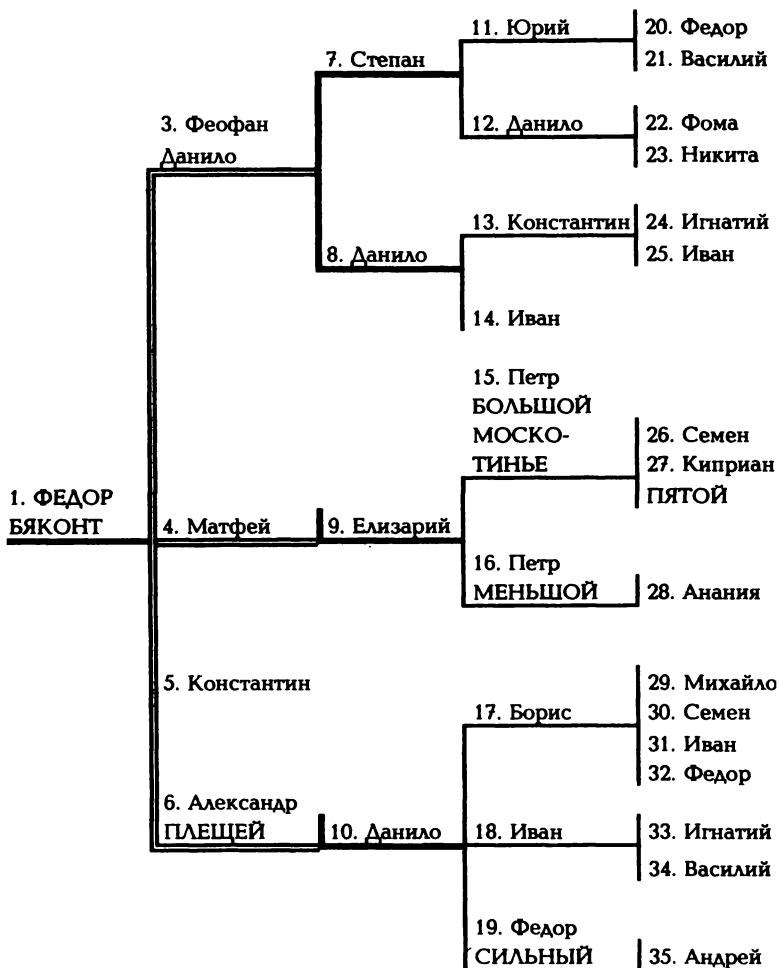 11. Юрий
20. Федор
21. Василий
7. Степан
3. Феофан
Данило
12. Данило
22. Фома
23. Никита
13. Константин
24. Игнатий
25. Иван
8. Данило
14. Иван
15. Петр
БОЛЬШОЙ
МОСКО-
ТИНЬЕ
26. Семен
27. Киприан
ПЯТОЙ
1. ФЕДОР
БЯКОНТ
4. Матфей
9. Елизарий
16. Петр
МЕНЬШОЙ
28. Анания
5. Константин
29. Михайло
30. Семен
31. Иван
32. Федор
17. Борис
6. Александр
ПЛЕЩЕЙ
10. Данило
18. Иван
33. Игнатий
34. Василий
19. Федор
СИЛЬНЫЙ
35. Андрей